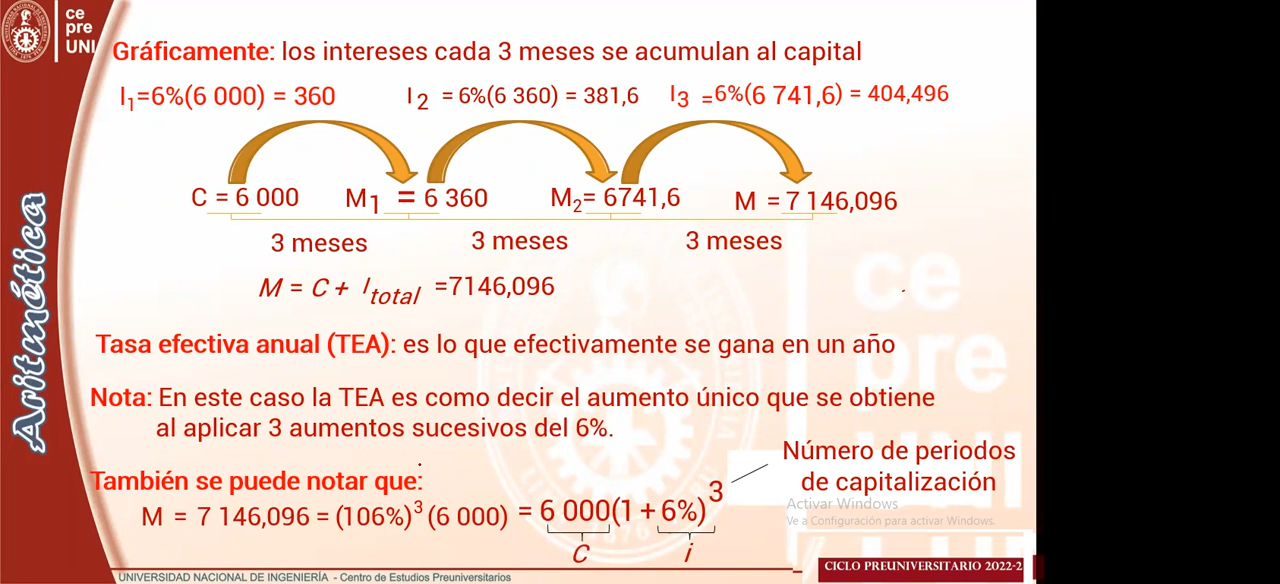 ce
pre
UNI
Gráficamente: los intereses cada 3 meses se acumulan al capital
I1=6%(6 000) = 360
I 2 = 6%(6 360) = 381,6
I 3 =6%(6 741,6) = 404,496
C = 6 000
M1 = 6 360
M2= 6741,6
M = 7 146,096
3 meses
3 meses
3 meses
M = C + I total =7146,096
Aritmética
Tasa efectiva anual (TEA): es lo que efectivamente se gana en un año
Nota: En este caso la TEA es como decir el aumento único que se obtiene
al aplicar 3 aumentos sucesivos del 6%.
Número de periodos
de capitalización
También se puede notar que:
M = 7 146,096 = (106%)³ (6 000) = 6 000(1 + 6%)³
C
i
Activar Windows
Ve a Configuración para activar Windows.
ce
pre
UNI
CICLO PREUNIVERSITARIO 2022-2
UNIVERSIDAD NACIONAL DE INGENIERÍA - Centro de Estudios Preuniversitarios